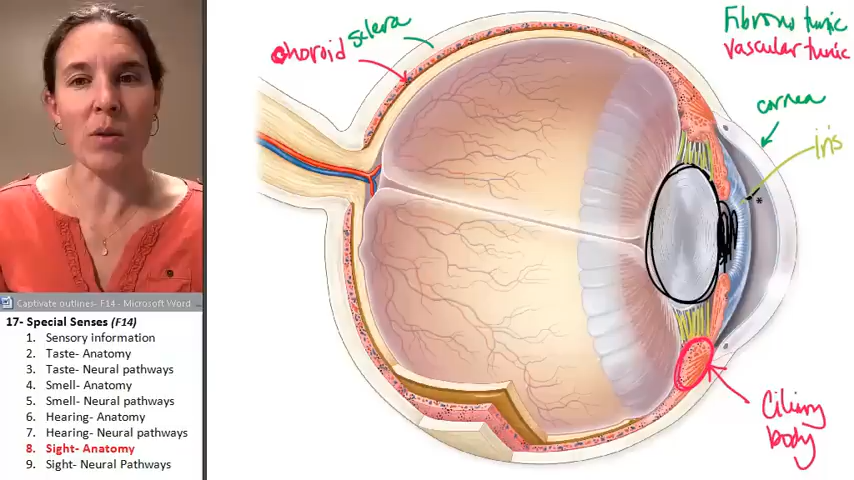 choroid
sclera
Fibrous tunic
vascular tunic
cornea
Iris
*
Captivate outlines- F14 - Microsoft Word
17- Special Senses (F14)
1. Sensory information
2. Taste- Anatomy
3. Taste- Neural pathways
4. Smell- Anatomy
5. Smell- Neural pathways
6. Hearing- Anatomy
7. Hearing- Neural pathways
8. Sight- Anatomy
9. Sight- Neural Pathways
Ciliary
body